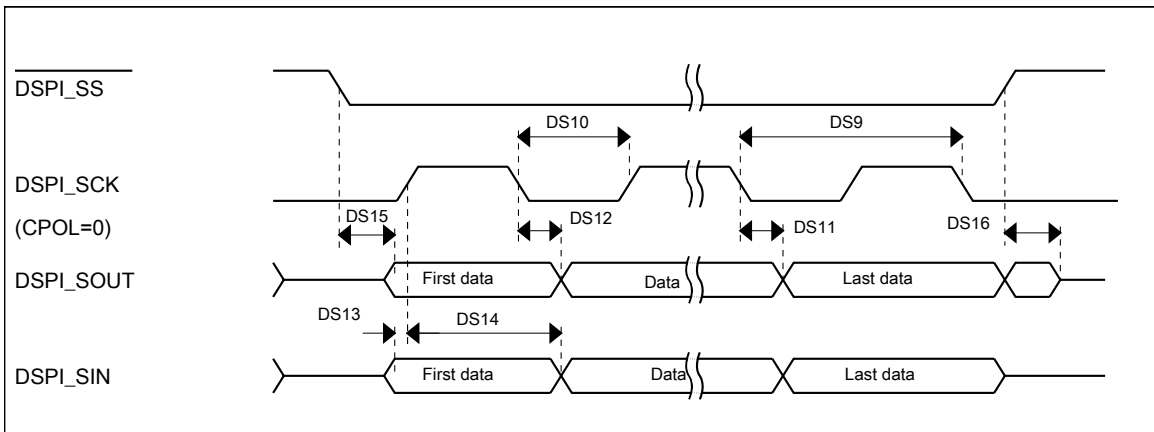 DSPI_SS
DS10
DS9
DSPI_SCK
DS15
DS12
DS11
DS16
(CPOL=0)
DSPI_SOUT
First data
Data
Last data
DS13
DS14
DSPI_SIN
First data
Data
Last data